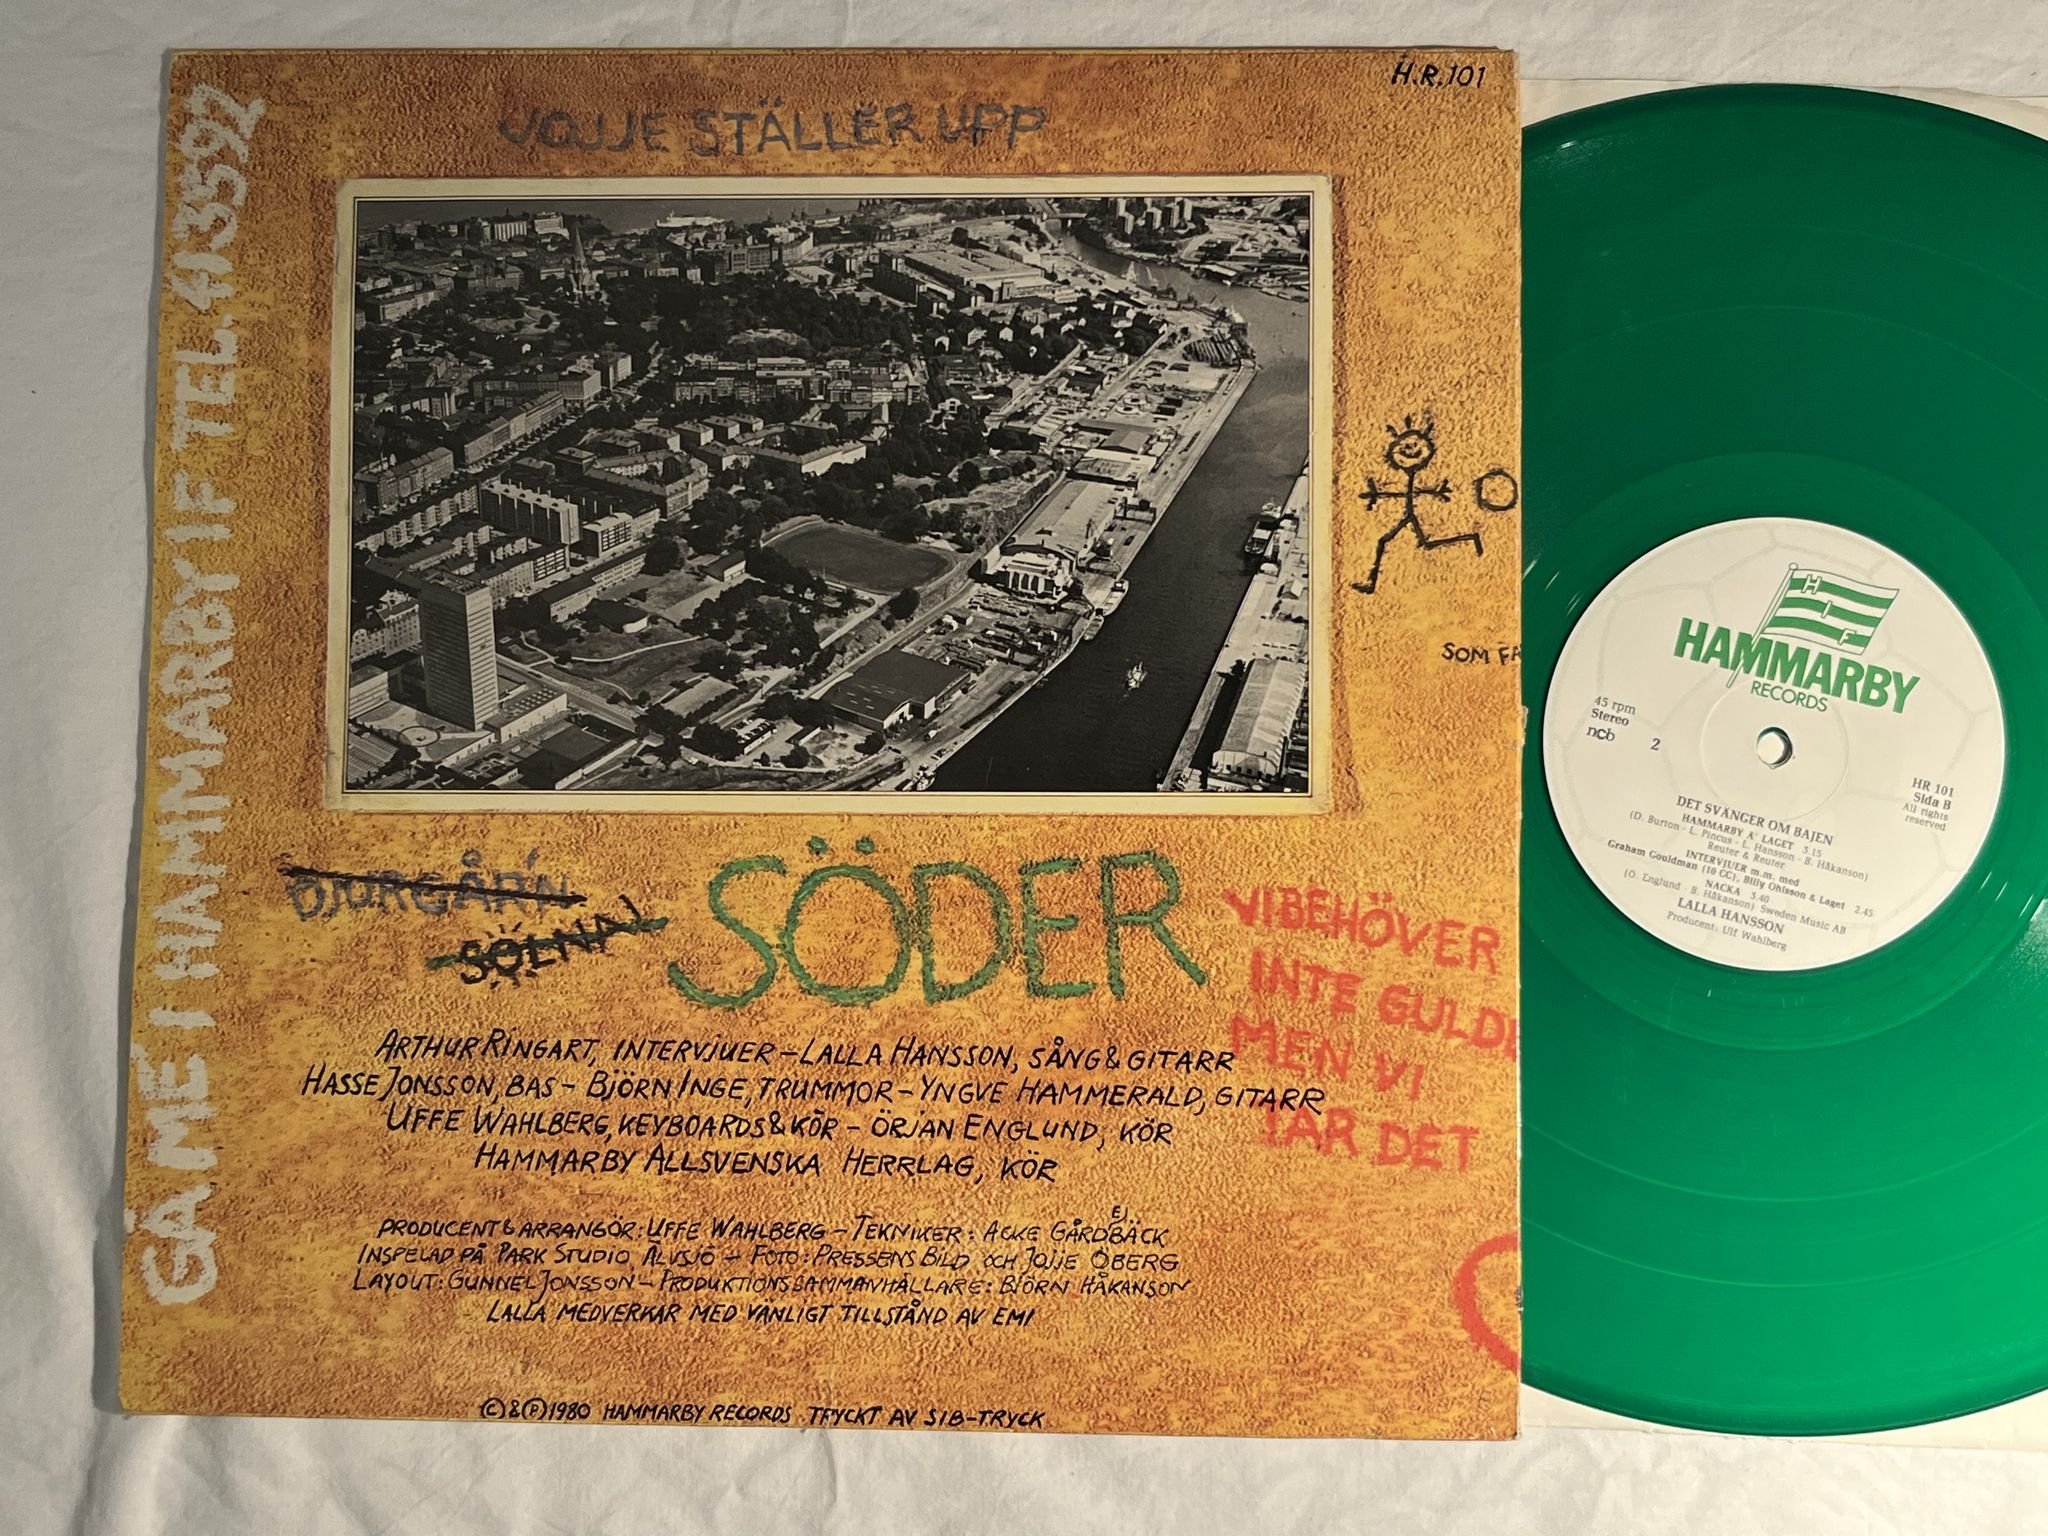 H.R.101
JOJJE STÄLLER UPP
GÅ MÉ I HAMMARBY IF TEL. 413592
SOM FA
DJURGÅRN
SOLNA
SÖDER
VI BEHÖVER
INTE GULDE
MEN VI
TAR DET
ARTHUR RINGART, INTERVJUER – LALLA HANSSON, SÅNG & GITARR
HASSE JONSSON, BAS – BJÖRN INGE, TRUMMOR – YNGVE HAMMERALD, GITARR
UFFE WAHLBERG, KEYBOARDS & KÖR – ÖRJAN ENGLUND, KÖR
HAMMARBY ALLSVENSKA HERRLAG, KÖR
PRODUCENT & ARRANGÖR: UFFE WAHLBERG – TEKNIKER: ACKE GÅRDEJBÄCK
INSPELAD PÅ PARK STUDIO, ÄLVSJÖ – FOTO: PRESSENS BILD OCH JOJJE ÖBERG
LAYOUT: GUNNEL JONSSON – PRODUKTIONSSAMMANHÅLLARE: BJÖRN HÅKANSON
LALLA MEDVERKAR MED VÄNLIGT TILLSTÅND AV EMI
© & ℗ 1980 HAMMARBY RECORDS TRYCKT AV SIB-TRYCK
H
I
F
HAMMARBY
RECORDS
45 rpm
Stereo
ncb
2
HR 101
Sida B
All rights
reserved
DET SVÄNGER OM BAJEN
HAMMARBY Ä' LAGET 3.15
(D. Burton - L. Pincus - L. Hansson - B. Håkanson)
Reuter & Reuter
INTERVJUER m.m. med
Graham Gouldman (10 CC), Billy Ohlsson & Laget 2.45
NACKA 3.40
(Ö. Englund - B. Håkanson) Sweden Music AB
LALLA HANSSON
Producent: Ulf Wahlberg